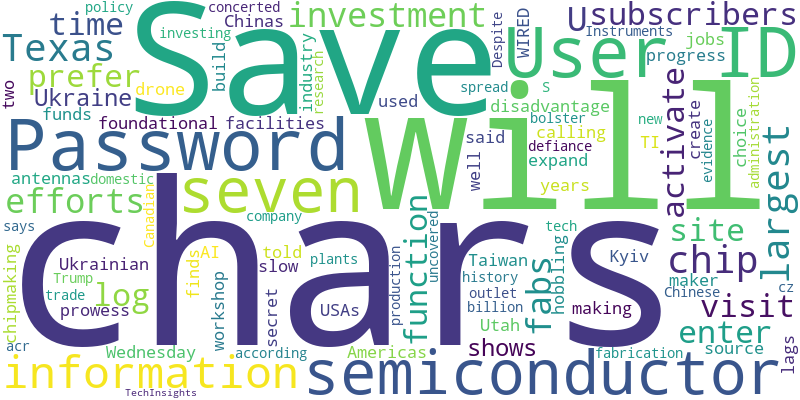 policy concerted Save investment U subscribers
time Chinas investing Despite WIRED Instruments
Texas build industry User ID jobs
prefer drone research progress
two Ukraine used spread s disadvantage new
funds foundational facilities Will bolster TI choice administration
Password said calling activate create evidence
antennas domestic seven well defiance expand years largest
efforts company function uncovered tech site
says Canadian chars Kyiv chip
Ukrainian finds AI told Taiwan fabs hobbling maker
chipmaking Trump workshop slow plants history Chinese cz
trade log prowess secret USAs production outlet making visit
billion Utah enter
acr Wednesday according Americas shows fabrication source lags
information semiconductor
TechInsights